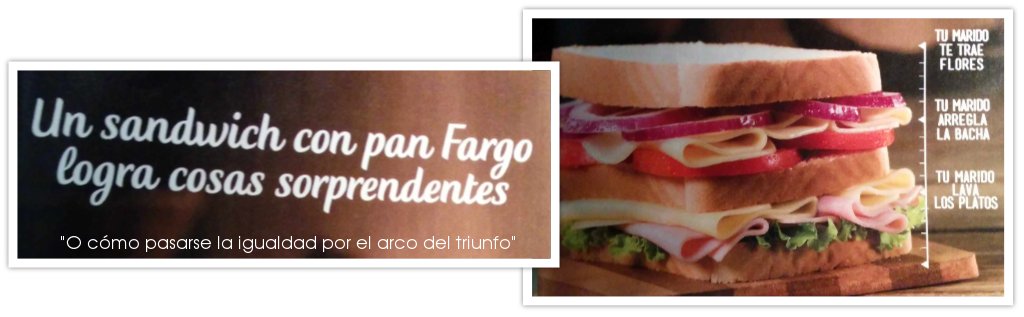 Un sandwich con pan Fargo
logra cosas sorprendentes
"O cómo pasarse la igualdad por el arco del triunfo"
TU MARIDO
TE TRAE
FLORES
TU MARIDO
ARREGLA
LA BACHA
TU MARIDO
LAVA
LOS PLATOS